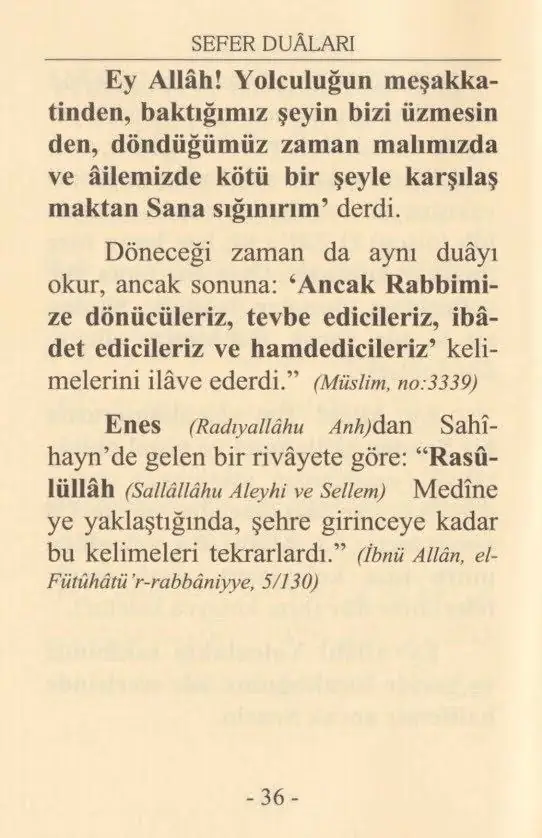 SEFER DUÂLARI
Ey Allâh! Yolculuğun meşakka-
tinden, baktığımız şeyin bizi üzmesin
den, döndüğümüz zaman malımızda
ve âilemizde kötü bir şeyle karşılaş
maktan Sana sığınırım’ derdi.
Döneceği zaman da aynı duâyı
okur, ancak sonuna: ‘Ancak Rabbimi-
ze dönücüleriz, tevbe edicileriz, ibâ-
det edicileriz ve hamdedicileriz’ keli-
melerini ilâve ederdi.” (Müslim, no:3339)
Enes (Radıyallâhu Anh)dan Sahî-
hayn’de gelen bir rivâyete göre: “Rasû-
lüllâh (Sallâllâhu Aleyhi ve Sellem) Medîne
ye yaklaştığında, şehre girinceye kadar
bu kelimeleri tekrarlardı.” (İbnü Allân, el-
Fütûhâtü’r-rabbâniyye, 5/130)
- 36 -